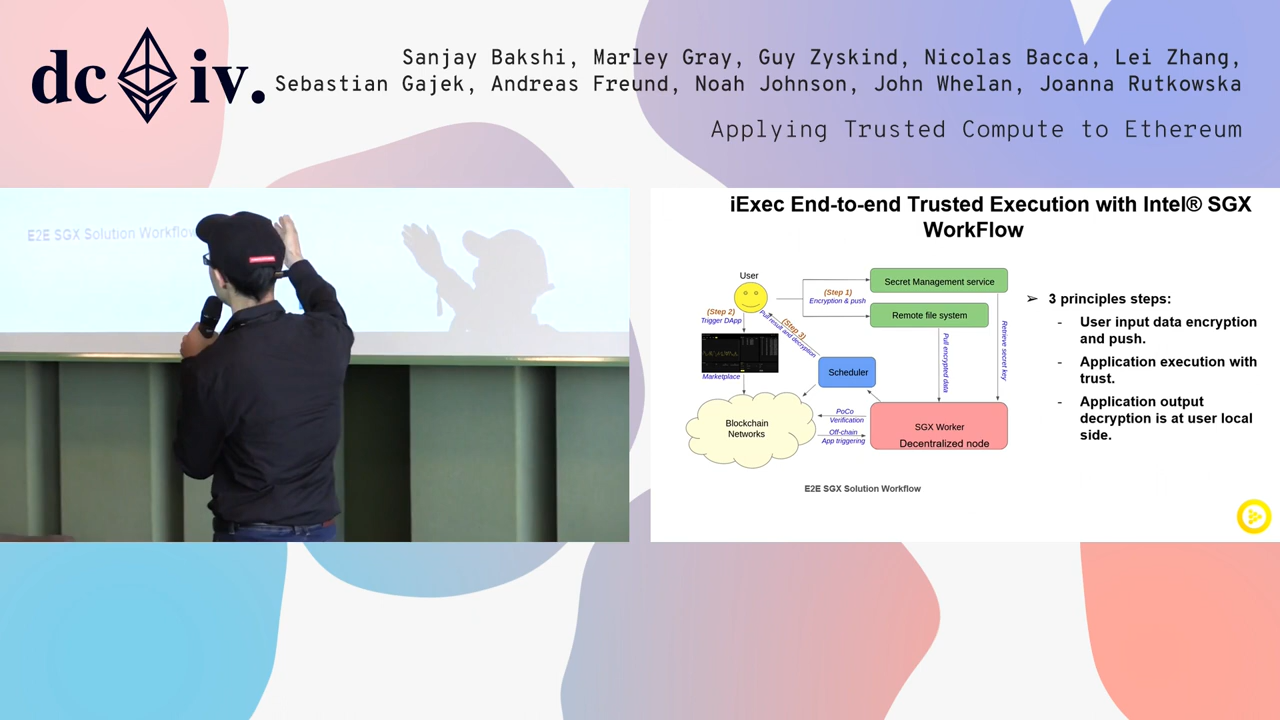 dc iv.
Sanjay Bakshi, Marley Gray, Guy Zyskind, Nicolas Bacca, Lei Zhang,
Sebastian Gajek, Andreas Freund, Noah Johnson, John Whelan, Joanna Rutkowska
Applying Trusted Compute to Ethereum
E2E SGX Solution Workflow
iExec End-to-end Trusted Execution with Intel® SGX
WorkFlow
User
(Step 1)
Encryption & push
Secret Management service
Remote file system
(Step 2)
Trigger DApp
(Step 3)
Pull result and decryption
Marketplace
Scheduler
Pull encrypted data
Retrieve secret key
Blockchain
Networks
PoCo
Verification
Off-chain
App triggering
SGX Worker
Decentralized node
E2E SGX Solution Workflow
➢ 3 principles steps:
- User input data encryption
and push.
- Application execution with
trust.
- Application output
decryption is at user local
side.